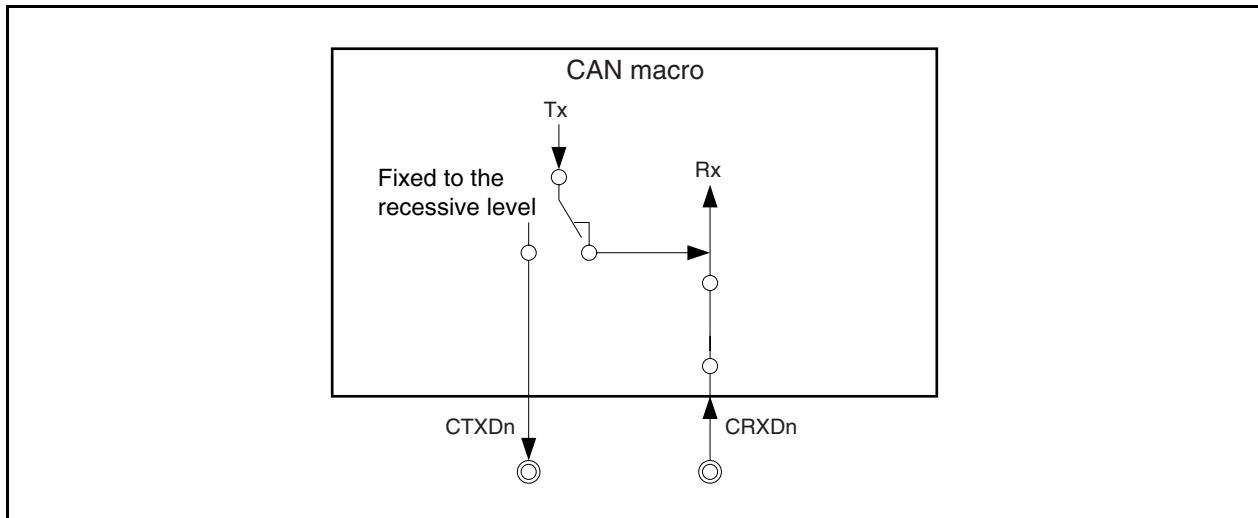 CAN macro
Tx
Rx
Fixed to the
recessive level
CTXDn
CRXDn